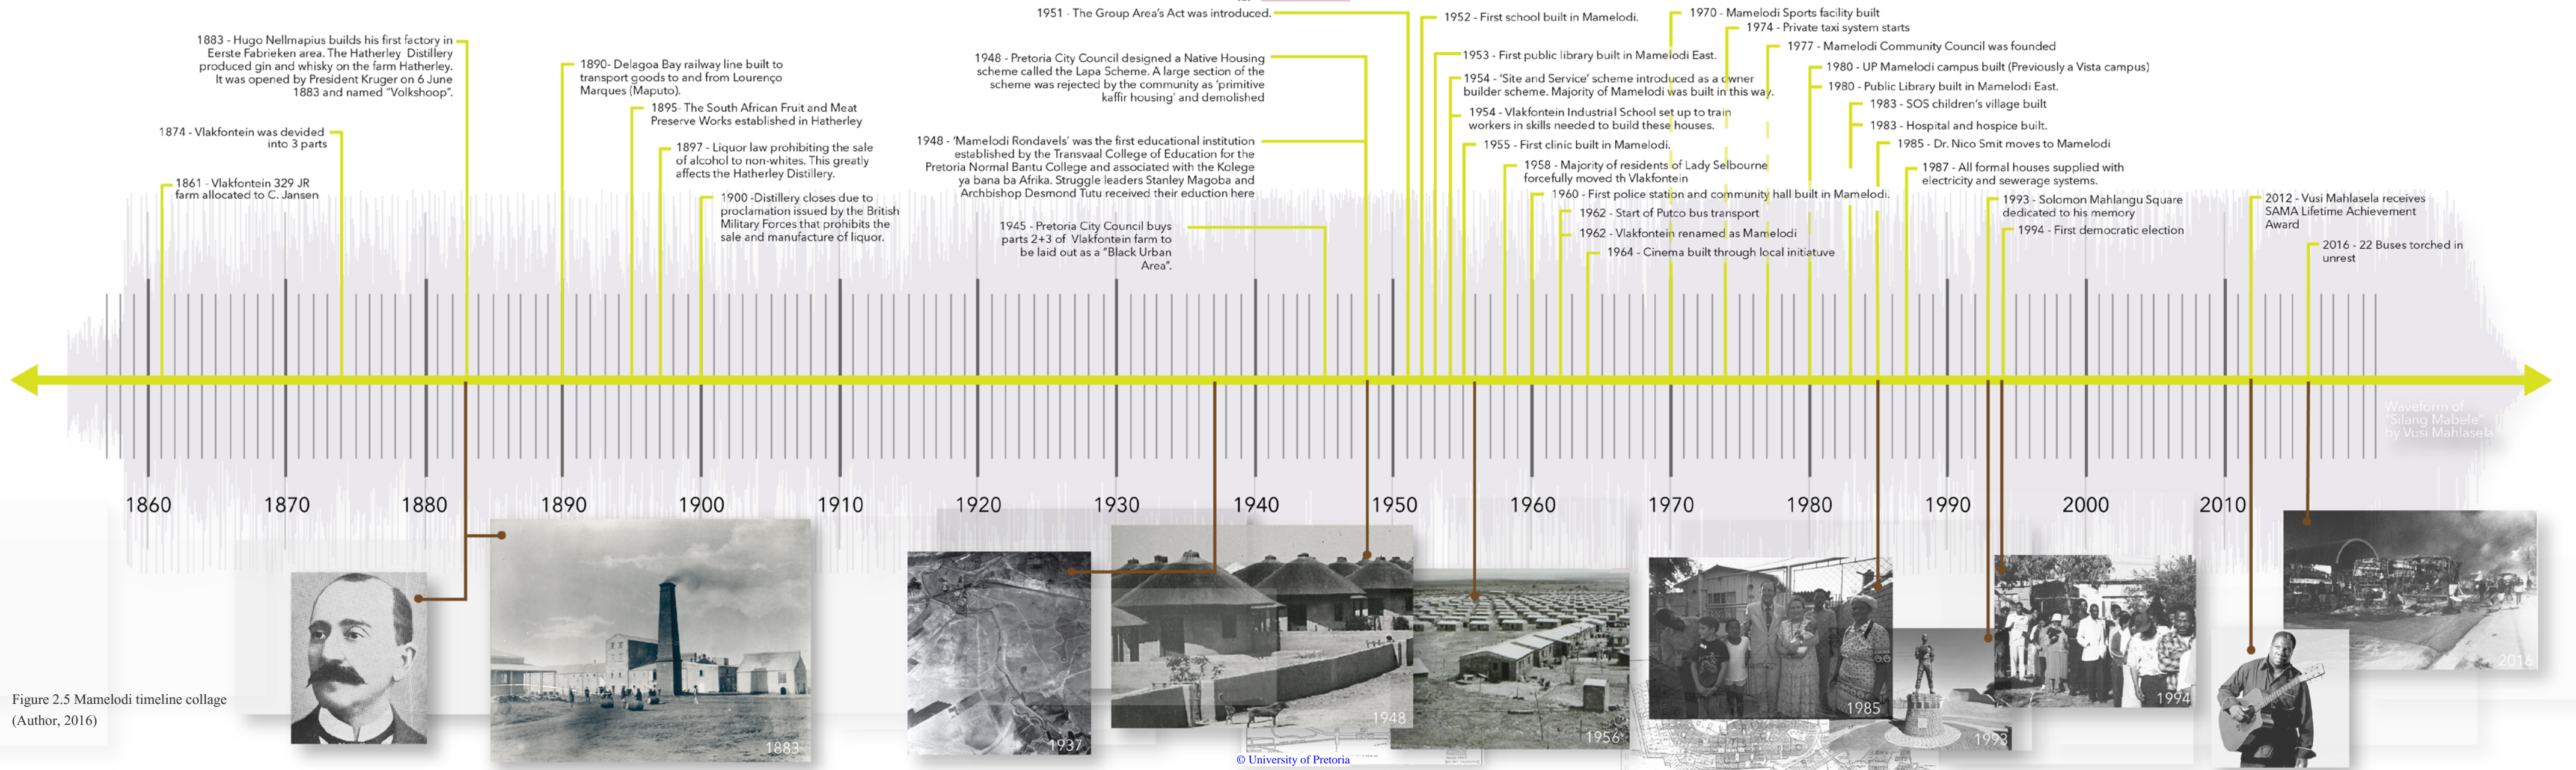 1861 - Vlakfontein 329 JR
farm allocated to C. Jansen
1874 - Vlakfontein was devided
into 3 parts
1883 - Hugo Nellmapius builds his first factory in
Eerste Fabrieken area. The Hatherley Distillery
produced gin and whisky on the farm Hatherley.
It was opened by President Kruger on 6 June
1883 and named "Volkshoop".
1890- Delagoa Bay railway line built to
transport goods to and from Lourenço
Marques (Maputo).
1895- The South African Fruit and Meat
Preserve Works established in Hatherley
1897 - Liquor law prohibiting the sale
of alcohol to non-whites. This greatly
affects the Hatherley Distillery.
1900 -Distillery closes due to
proclamation issued by the British
Military Forces that prohibits the
sale and manufacture of liquor.
1951 - The Group Area's Act was introduced.
1948 - Pretoria City Council designed a Native Housing
scheme called the Lapa Scheme. A large section of the
scheme was rejected by the community as 'primitive
kaffir housing' and demolished
1948 - 'Mamelodi Rondavels' was the first educational institution
established by the Transvaal College of Education for the
Pretoria Normal Bantu College and associated with the Kolege
ya bana ba Afrika. Struggle leaders Stanley Magoba and
Archbishop Desmond Tutu received their eduction here
1945 - Pretoria City Council buys
parts 2+3 of Vlakfontein farm to
be laid out as a "Black Urban
Area".
1952 - First school built in Mamelodi.
1953 - First public library built in Mamelodi East.
1954 - 'Site and Service' scheme introduced as a owner
builder scheme. Majority of Mamelodi was built in this way.
1954 - Vlakfontein Industrial School set up to train
workers in skills needed to build these houses.
1955 - First clinic built in Mamelodi.
1958 - Majority of residents of Lady Selbourne
forcefully moved th Vlakfontein
1960 - First police station and community hall built in Mamelodi.
1962 - Start of Putco bus transport
1962 - Vlakfontein renamed as Mamelodi
1964 - Cinema built through local initiatuve
1970 - Mamelodi Sports facility built
1974 - Private taxi system starts
1977 - Mamelodi Community Council was founded
1980 - UP Mamelodi campus built (Previously a Vista campus)
1980 - Public Library built in Mamelodi East.
1983 - SOS children's village built
1983 - Hospital and hospice built.
1985 - Dr. Nico Smit moves to Mamelodi
1987 - All formal houses supplied with
electricity and sewerage systems.
1993 - Solomon Mahlangu Square
dedicated to his memory
1994 - First democratic election
2012 - Vusi Mahlasela receives
SAMA Lifetime Achievement
Award
2016 - 22 Buses torched in
unrest
Waveform of
"Silang Mabele"
by Vusi Mahlasela
1860 1870 1880 1890 1900 1910 1920 1930 1940 1950 1960 1970 1980 1990 2000 2010
1883
1937
1948
1956
1985
1993
1994
2016
Figure 2.5 Mamelodi timeline collage
(Author, 2016)
© University of Pretoria